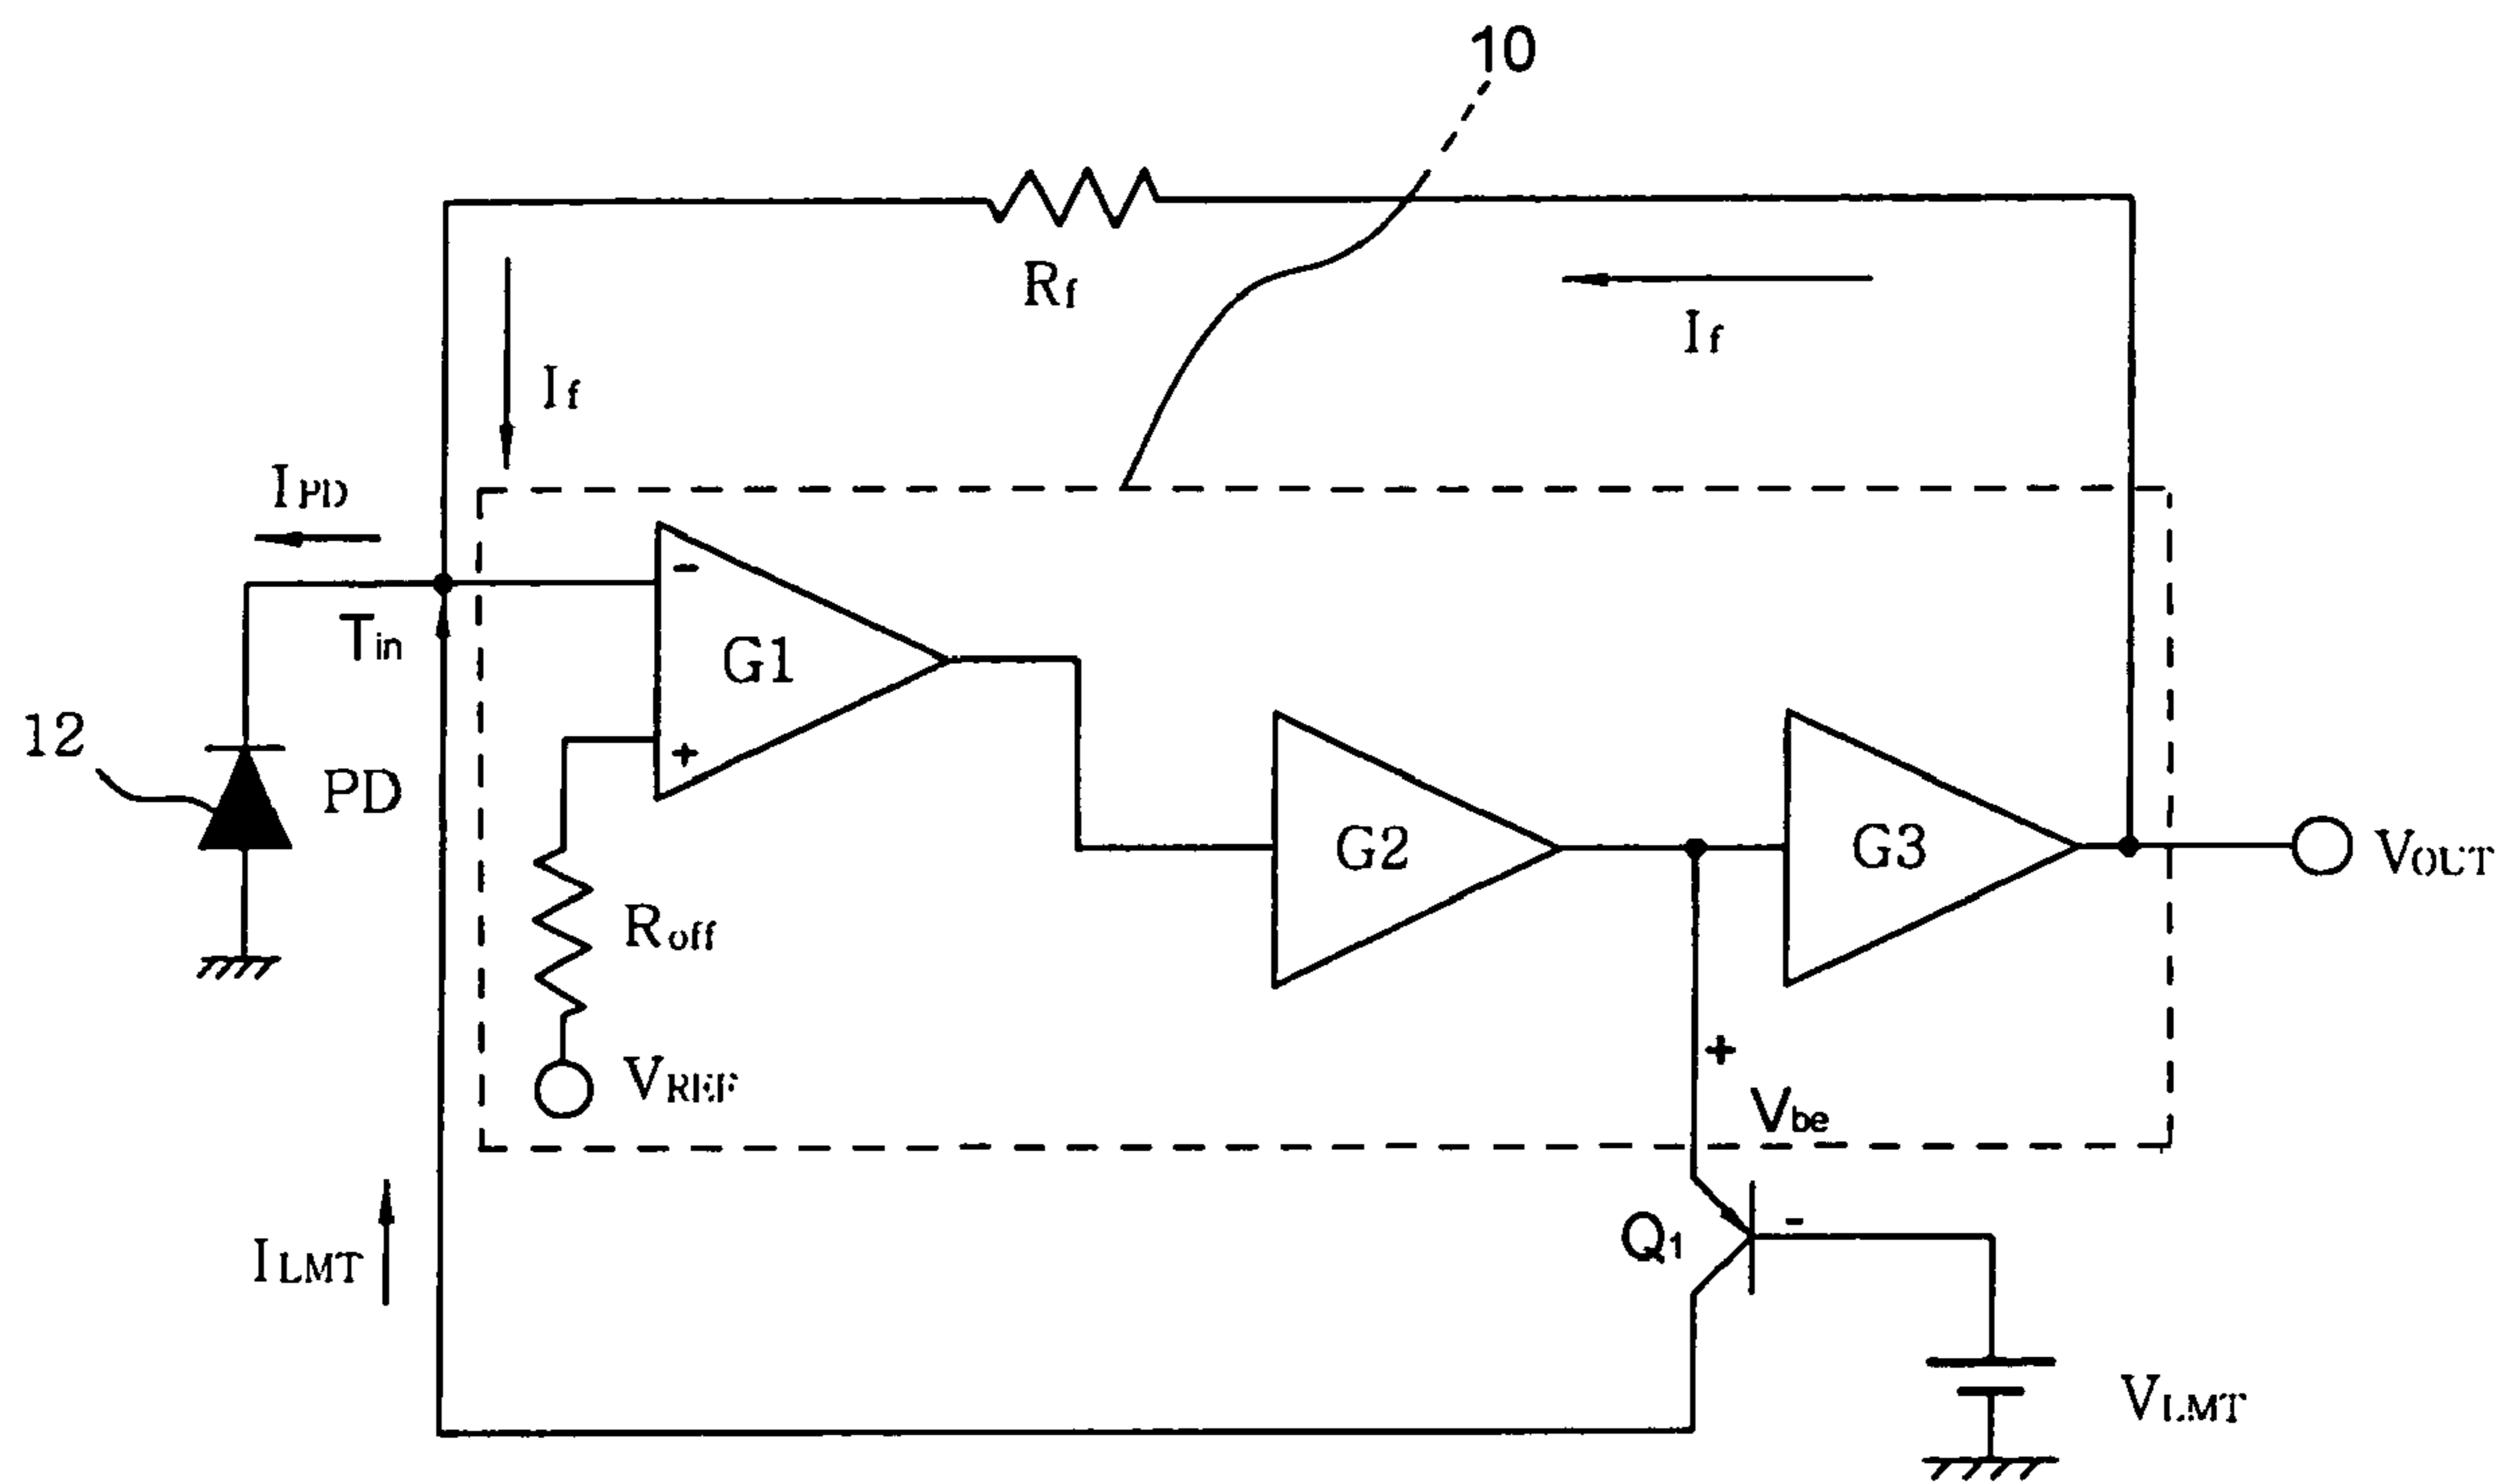 10
Rf
If
If
IPD
Tin
-
G1
12
PD
+
G2
G3
VOUT
Roff
+
VREF
Vbe
Q1
-
ILMT
VLMT